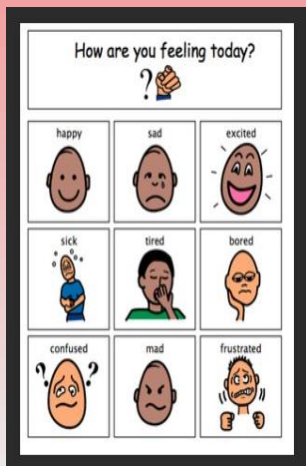 How are you feeling today?
?
happy sad excited
sick tired bored
confused mad frustrated
? ?